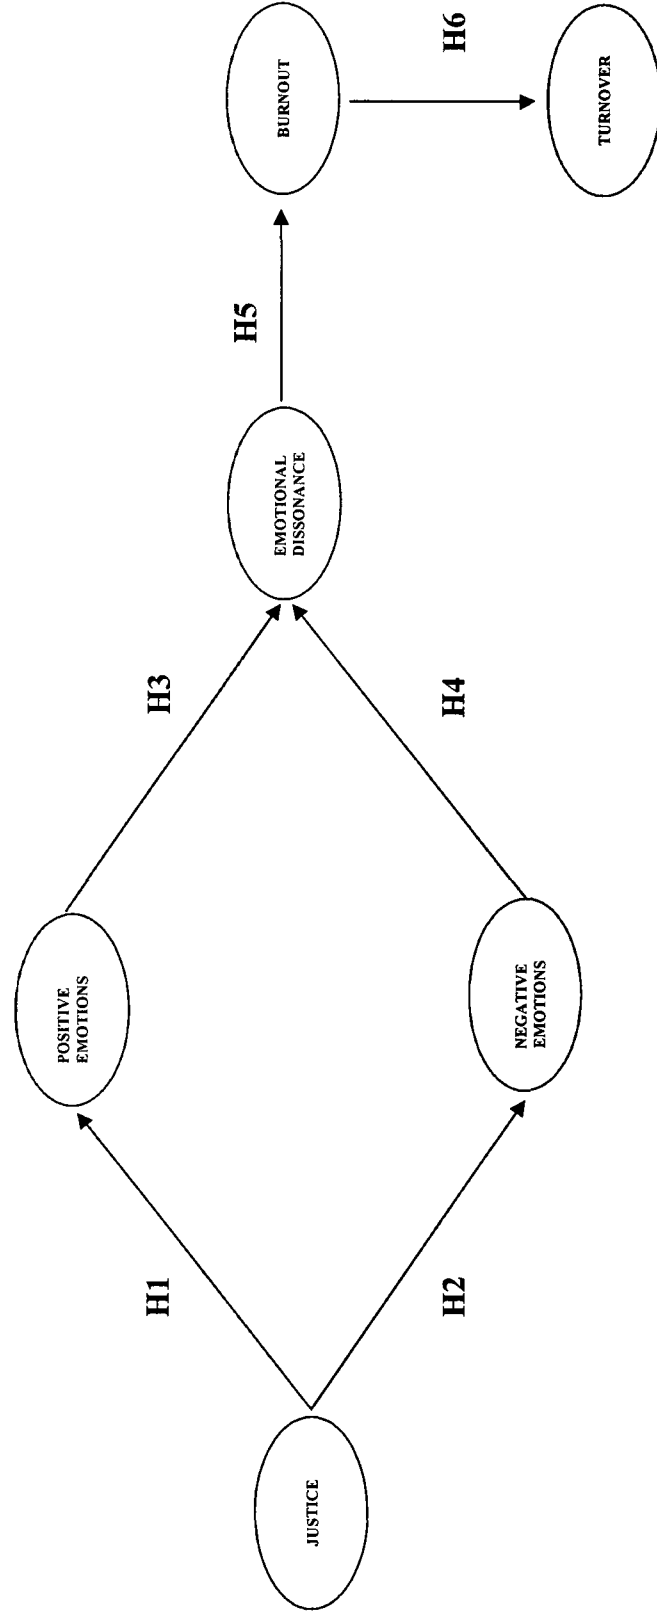 JUSTICE
H1
H2
POSITIVE
EMOTIONS
NEGATIVE
EMOTIONS
H3
H4
EMOTIONAL
DISSONANCE
H5
BURNOUT
H6
TURNOVER